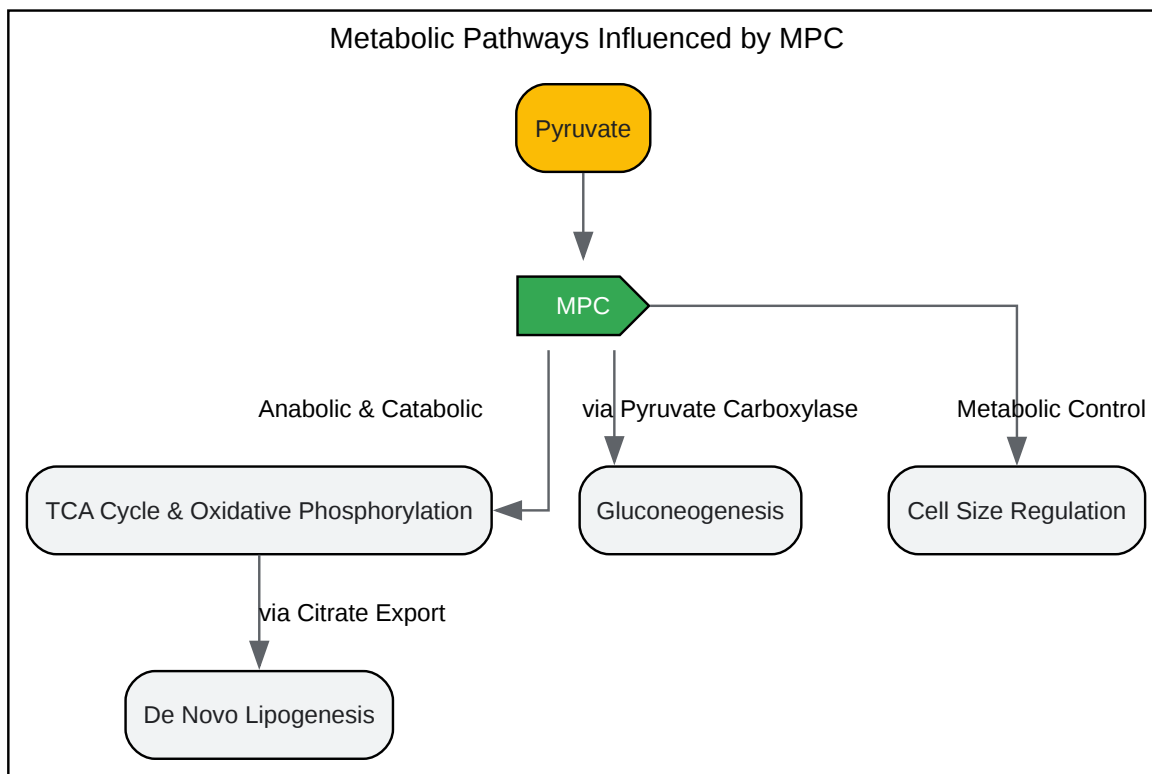 Metabolic Pathways Influenced by MPC
Pyruvate
MPC
Anabolic & Catabolic
via Pyruvate Carboxylase
Metabolic Control
TCA Cycle & Oxidative Phosphorylation
Gluconeogenesis
Cell Size Regulation
via Citrate Export
De Novo Lipogenesis